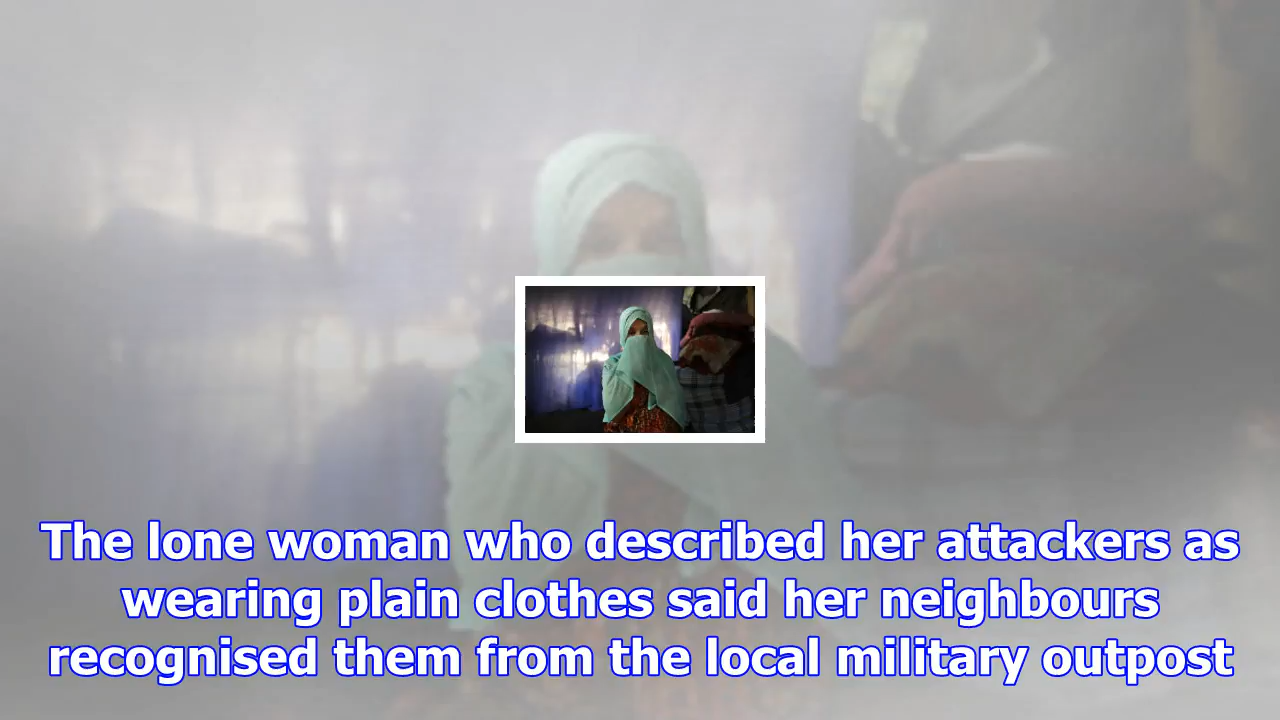 The lone woman who described her attackers as
wearing plain clothes said her neighbours
recognised them from the local military outpost